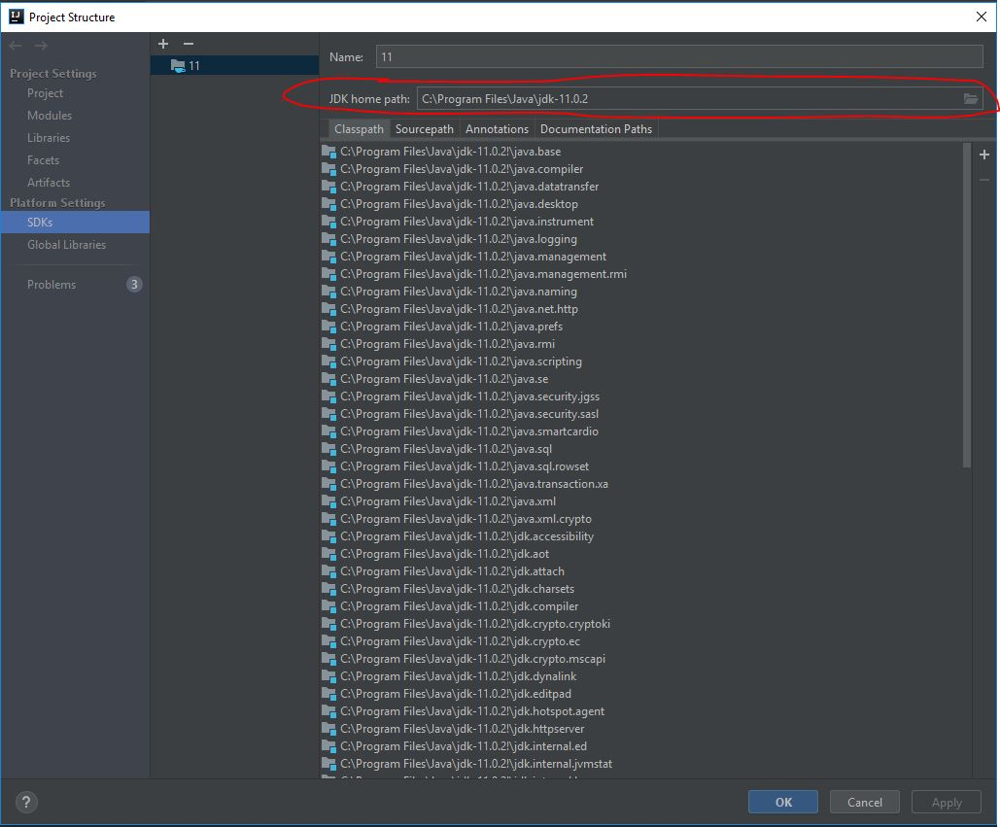 Project Structure
Project Settings
Project
Modules
Libraries
Facets
Artifacts
Platform Settings
SDKs
Global Libraries
Problems 3
11
Name: 11
JDK home path: C:\Program Files\Java\jdk-11.0.2
Classpath Sourcepath Annotations Documentation Paths
C:\Program Files\Java\jdk-11.0.2!\java.base
C:\Program Files\Java\jdk-11.0.2!\java.compiler
C:\Program Files\Java\jdk-11.0.2!\java.datatransfer
C:\Program Files\Java\jdk-11.0.2!\java.desktop
C:\Program Files\Java\jdk-11.0.2!\java.instrument
C:\Program Files\Java\jdk-11.0.2!\java.logging
C:\Program Files\Java\jdk-11.0.2!\java.management
C:\Program Files\Java\jdk-11.0.2!\java.management.rmi
C:\Program Files\Java\jdk-11.0.2!\java.naming
C:\Program Files\Java\jdk-11.0.2!\java.net.http
C:\Program Files\Java\jdk-11.0.2!\java.prefs
C:\Program Files\Java\jdk-11.0.2!\java.rmi
C:\Program Files\Java\jdk-11.0.2!\java.scripting
C:\Program Files\Java\jdk-11.0.2!\java.se
C:\Program Files\Java\jdk-11.0.2!\java.security.jgss
C:\Program Files\Java\jdk-11.0.2!\java.security.sasl
C:\Program Files\Java\jdk-11.0.2!\java.smartcardio
C:\Program Files\Java\jdk-11.0.2!\java.sql
C:\Program Files\Java\jdk-11.0.2!\java.sql.rowset
C:\Program Files\Java\jdk-11.0.2!\java.transaction.xa
C:\Program Files\Java\jdk-11.0.2!\java.xml
C:\Program Files\Java\jdk-11.0.2!\java.xml.crypto
C:\Program Files\Java\jdk-11.0.2!\jdk.accessibility
C:\Program Files\Java\jdk-11.0.2!\jdk.aot
C:\Program Files\Java\jdk-11.0.2!\jdk.attach
C:\Program Files\Java\jdk-11.0.2!\jdk.charsets
C:\Program Files\Java\jdk-11.0.2!\jdk.compiler
C:\Program Files\Java\jdk-11.0.2!\jdk.crypto.cryptoki
C:\Program Files\Java\jdk-11.0.2!\jdk.crypto.ec
C:\Program Files\Java\jdk-11.0.2!\jdk.crypto.mscapi
C:\Program Files\Java\jdk-11.0.2!\jdk.dynalink
C:\Program Files\Java\jdk-11.0.2!\jdk.editpad
C:\Program Files\Java\jdk-11.0.2!\jdk.hotspot.agent
C:\Program Files\Java\jdk-11.0.2!\jdk.httpserver
C:\Program Files\Java\jdk-11.0.2!\jdk.internal.ed
C:\Program Files\Java\jdk-11.0.2!\jdk.internal.jvmstat
? OK Cancel Apply